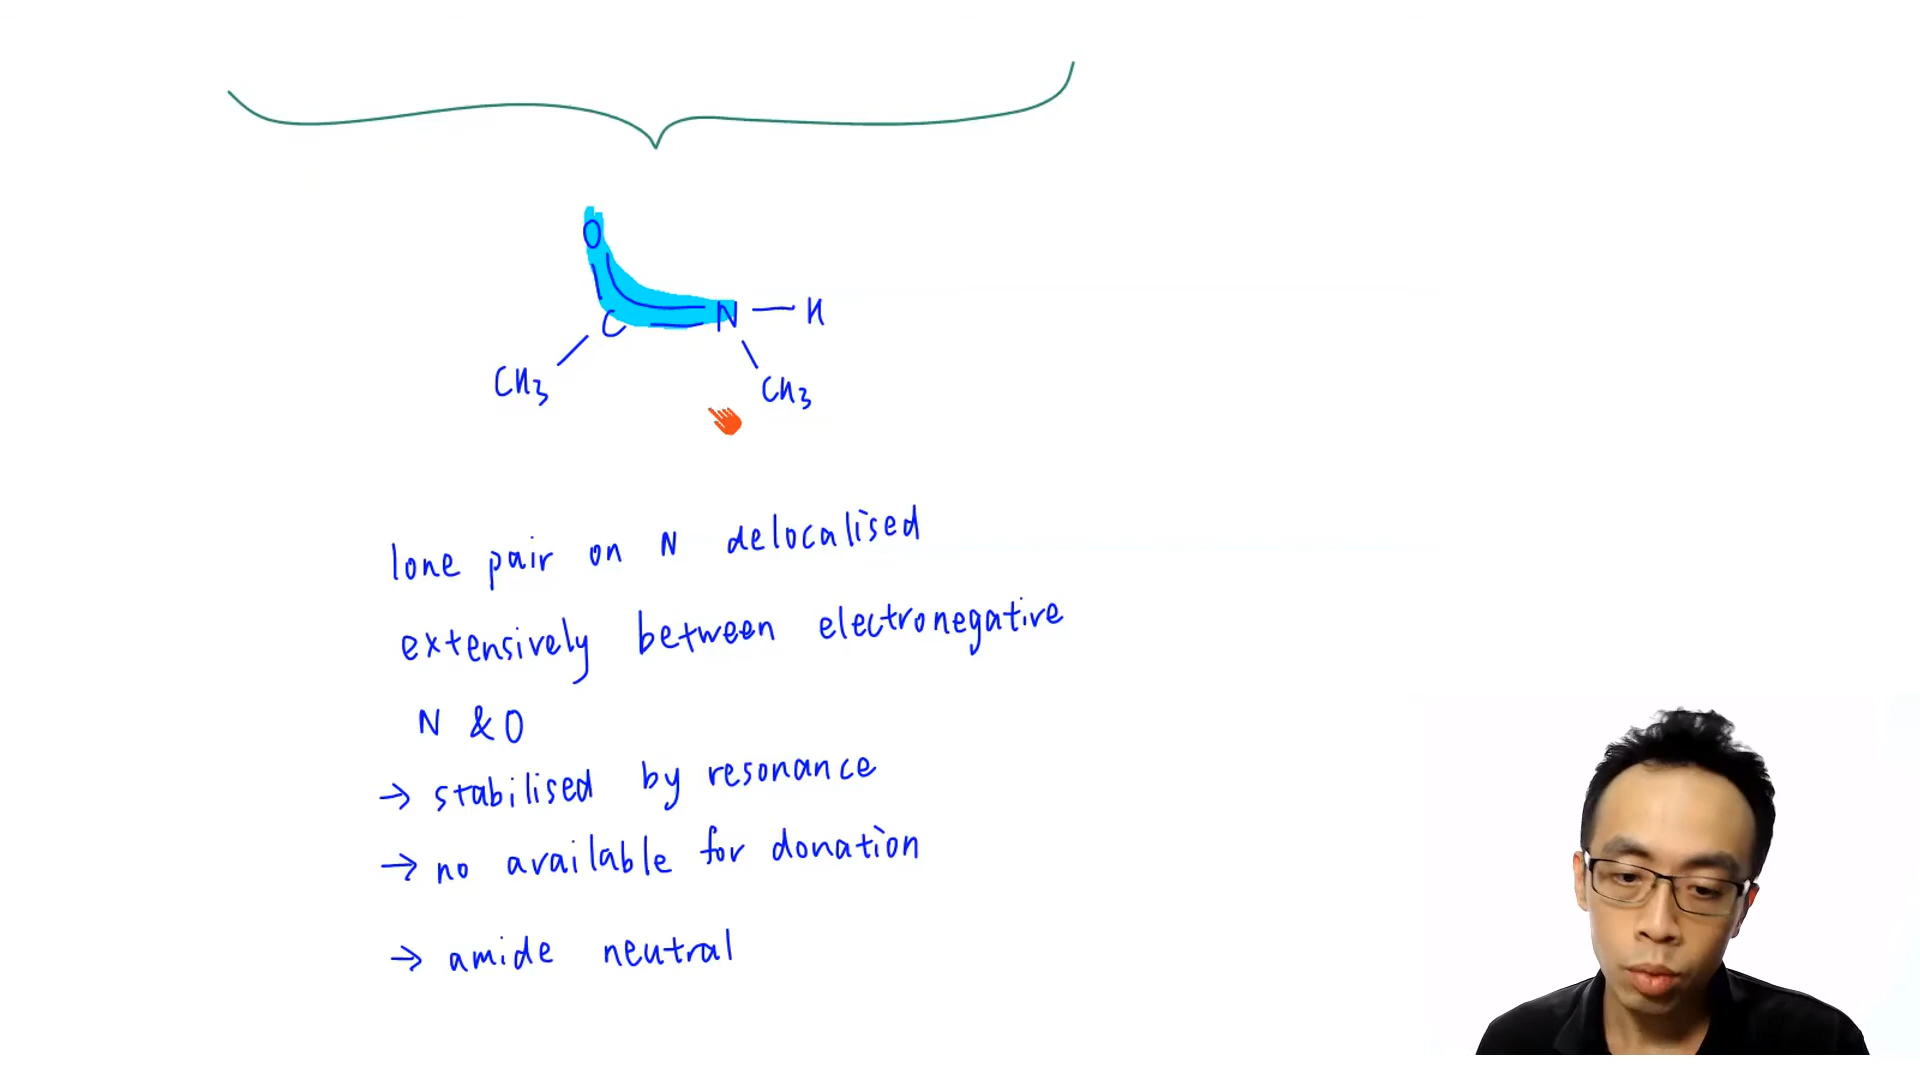 O
C N — H
CH3 CH3
lone pair on N delocalised
extensively between electronegative
N & O
→ stabilised by resonance
→ no available for donation
→ amide neutral